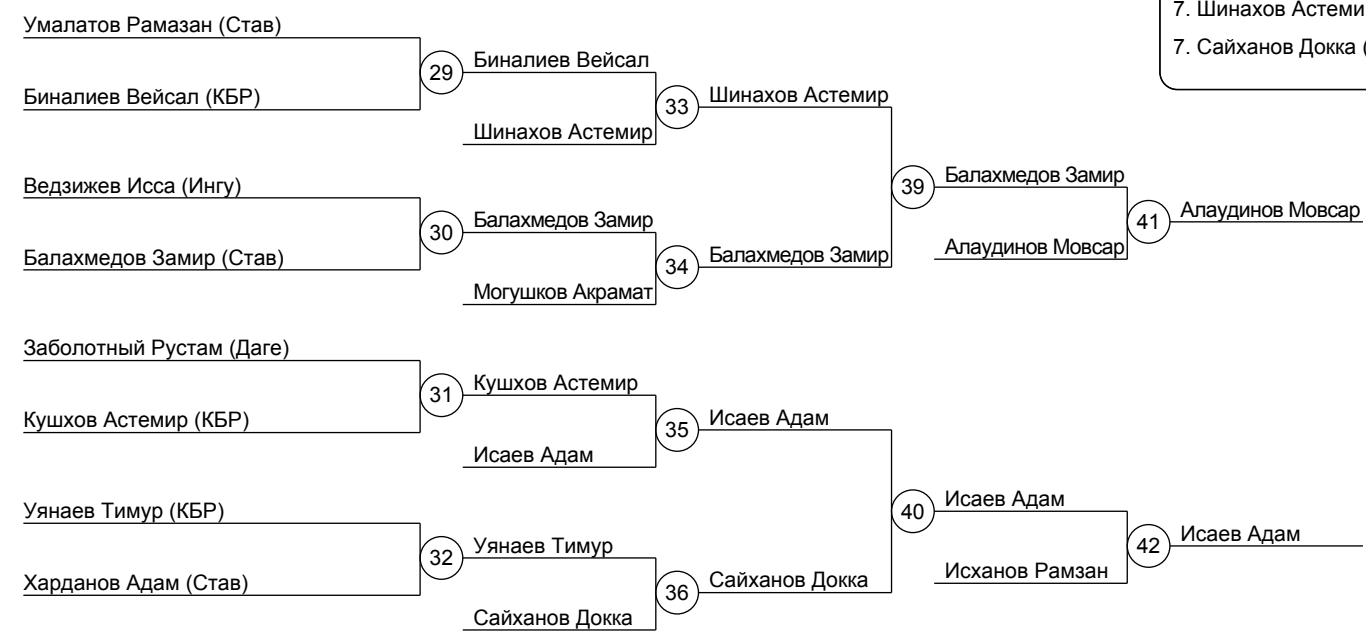 7. Шинахов Астеми
7. Сайханов Докка (
Умалатов Рамазан (Став)
29
Биналиев Вейсал
Биналиев Вейсал (КБР)
33
Шинахов Астемир
Шинахов Астемир
Ведзижев Исса (Ингу)
39
Балахмедов Замир
30
Балахмедов Замир
41
Алаудинов Мовсар
Балахмедов Замир (Став)
34
Балахмедов Замир
Алаудинов Мовсар
Могушков Акрамат
Заболотный Рустам (Даге)
31
Кушхов Астемир
Кушхов Астемир (КБР)
35
Исаев Адам
Исаев Адам
Уянаев Тимур (КБР)
40
Исаев Адам
32
Уянаев Тимур
42
Исаев Адам
Харданов Адам (Став)
36
Сайханов Докка
Исханов Рамзан
Сайханов Докка